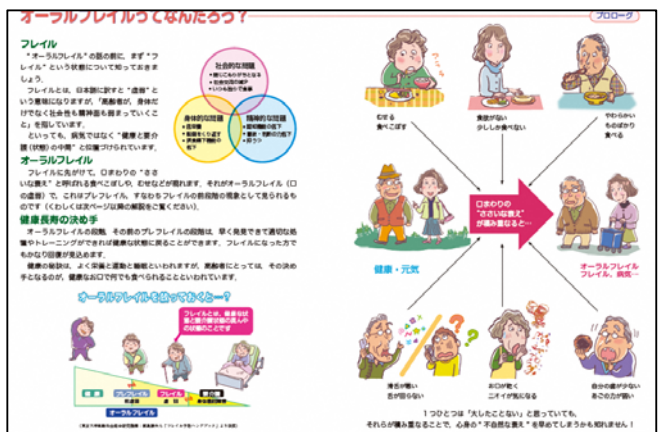 オーラルフレイルってなんだろう?
プロローグ
フレイル
"オーラルフレイル"の話の前に、まず"フ
レイル"という状態について知っておきま
しょう。
フレイルとは、日本語に訳すと"虚弱"と
いう意味になりますが、「高齢者が、身体だ
けでなく社会性も精神面も弱まっていくこ
と」を指しています。
といっても、病気ではなく"健康と要介
護(状態)の中間"と位置づけられています。
社会的な問題
身体的な問題
精神的な問題
オーラルフレイル
フレイルに先がけて、口まわりの"ささ
いな衰え"と呼ばれる食べこぼしや、むせなどが現れます。それがオーラルフレイル(口
の虚弱)で、これはプレフレイル、すなわちフレイルの前段階の現象として見られるも
のです(くわしくは次ページ以降の解説をご覧ください)。
健康長寿の決め手
オーラルフレイルの段階、その前のプレフレイルの段階は、早く発見できて適切な処
置やトレーニングができれば健康な状態に戻ることができます。フレイルになった方で
もかなり回復が見込めます。
健康の秘訣は、よく栄養と運動と睡眠といわれますが、高齢者にとっては、その決め
手となるのが、健康なお口で何でも食べられることといわれています。
オーラルフレイルを放っておくと…?
フレイルとは、健康な状
態と要介護状態の真ん中
の状態のことです
健康
プレフレイル
フレイル
要介護
オーラルフレイル
むせる
食べこぼす
食欲がない
少ししか食べない
やわらかい
ものばかり
食べる
健康・元気
口まわりの
"ささいな衰え"
が積み重なると…
オーラルフレイル
フレイル、病気…
滑舌が悪い
舌が回らない
お口が乾く
ニオイが気になる
自分の歯が少ない
あごの力が弱い
1つひとつは"大したことない"と思っていても、
それらが積み重なることで、心身の"不自然な衰え"を早めてしまうかも知れません!